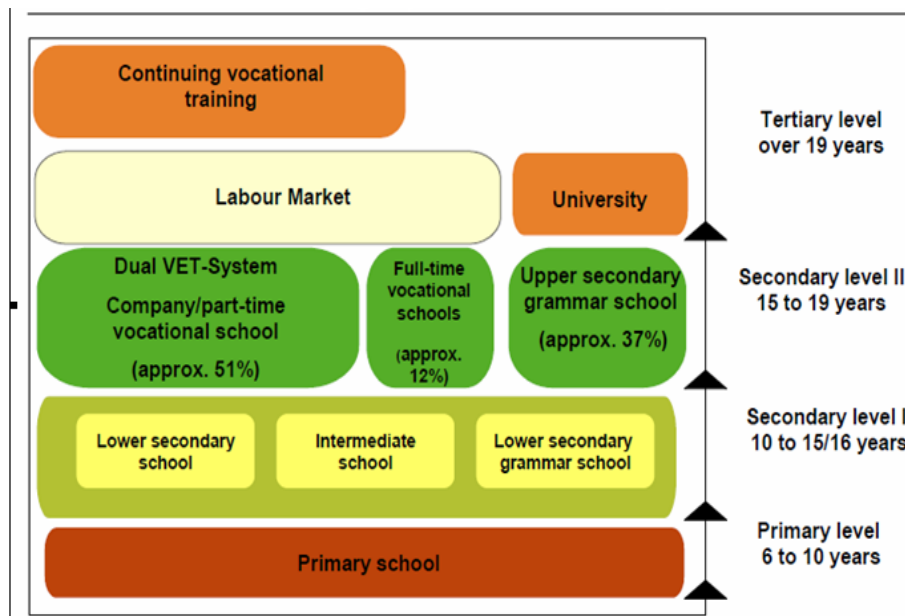 Continuing vocational
training
Tertiary level
over 19 years
Labour Market
University
Dual VET-System
Company/part-time
vocational school
(approx. 51%)
Full-time
vocational
schools
(approx.
12%)
Upper secondary
grammar school
(approx. 37%)
Secondary level II
15 to 19 years
Lower secondary
school
Intermediate
school
Lower secondary
grammar school
Secondary level I
10 to 15/16 years
Primary school
Primary level
6 to 10 years